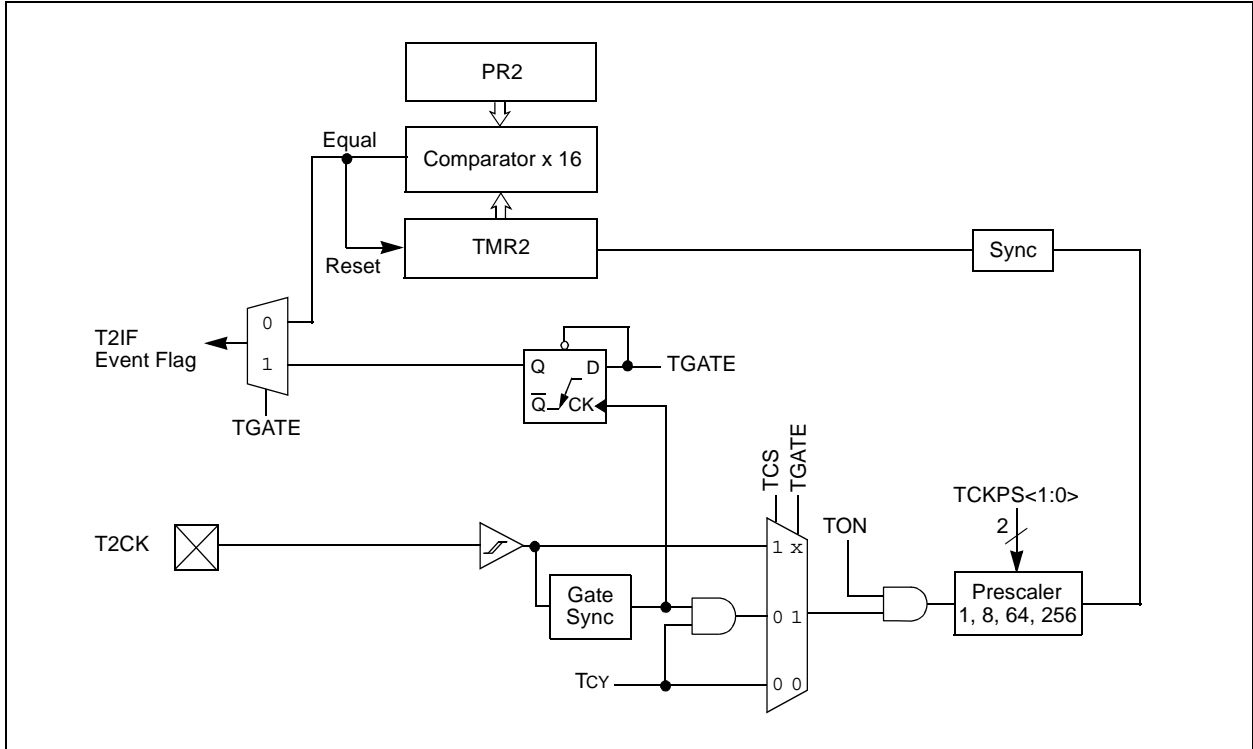 PR2
Equal
Comparator x 16
TMR2
Sync
Reset
0
T2IF
Event Flag
1
Q
D
TGATE
Q̅
CK
TGATE
TCS
TGATE
TCKPS<1:0>
2
TON
T2CK
1 x
Gate
Sync
0 1
Prescaler
1, 8, 64, 256
TCY
0 0